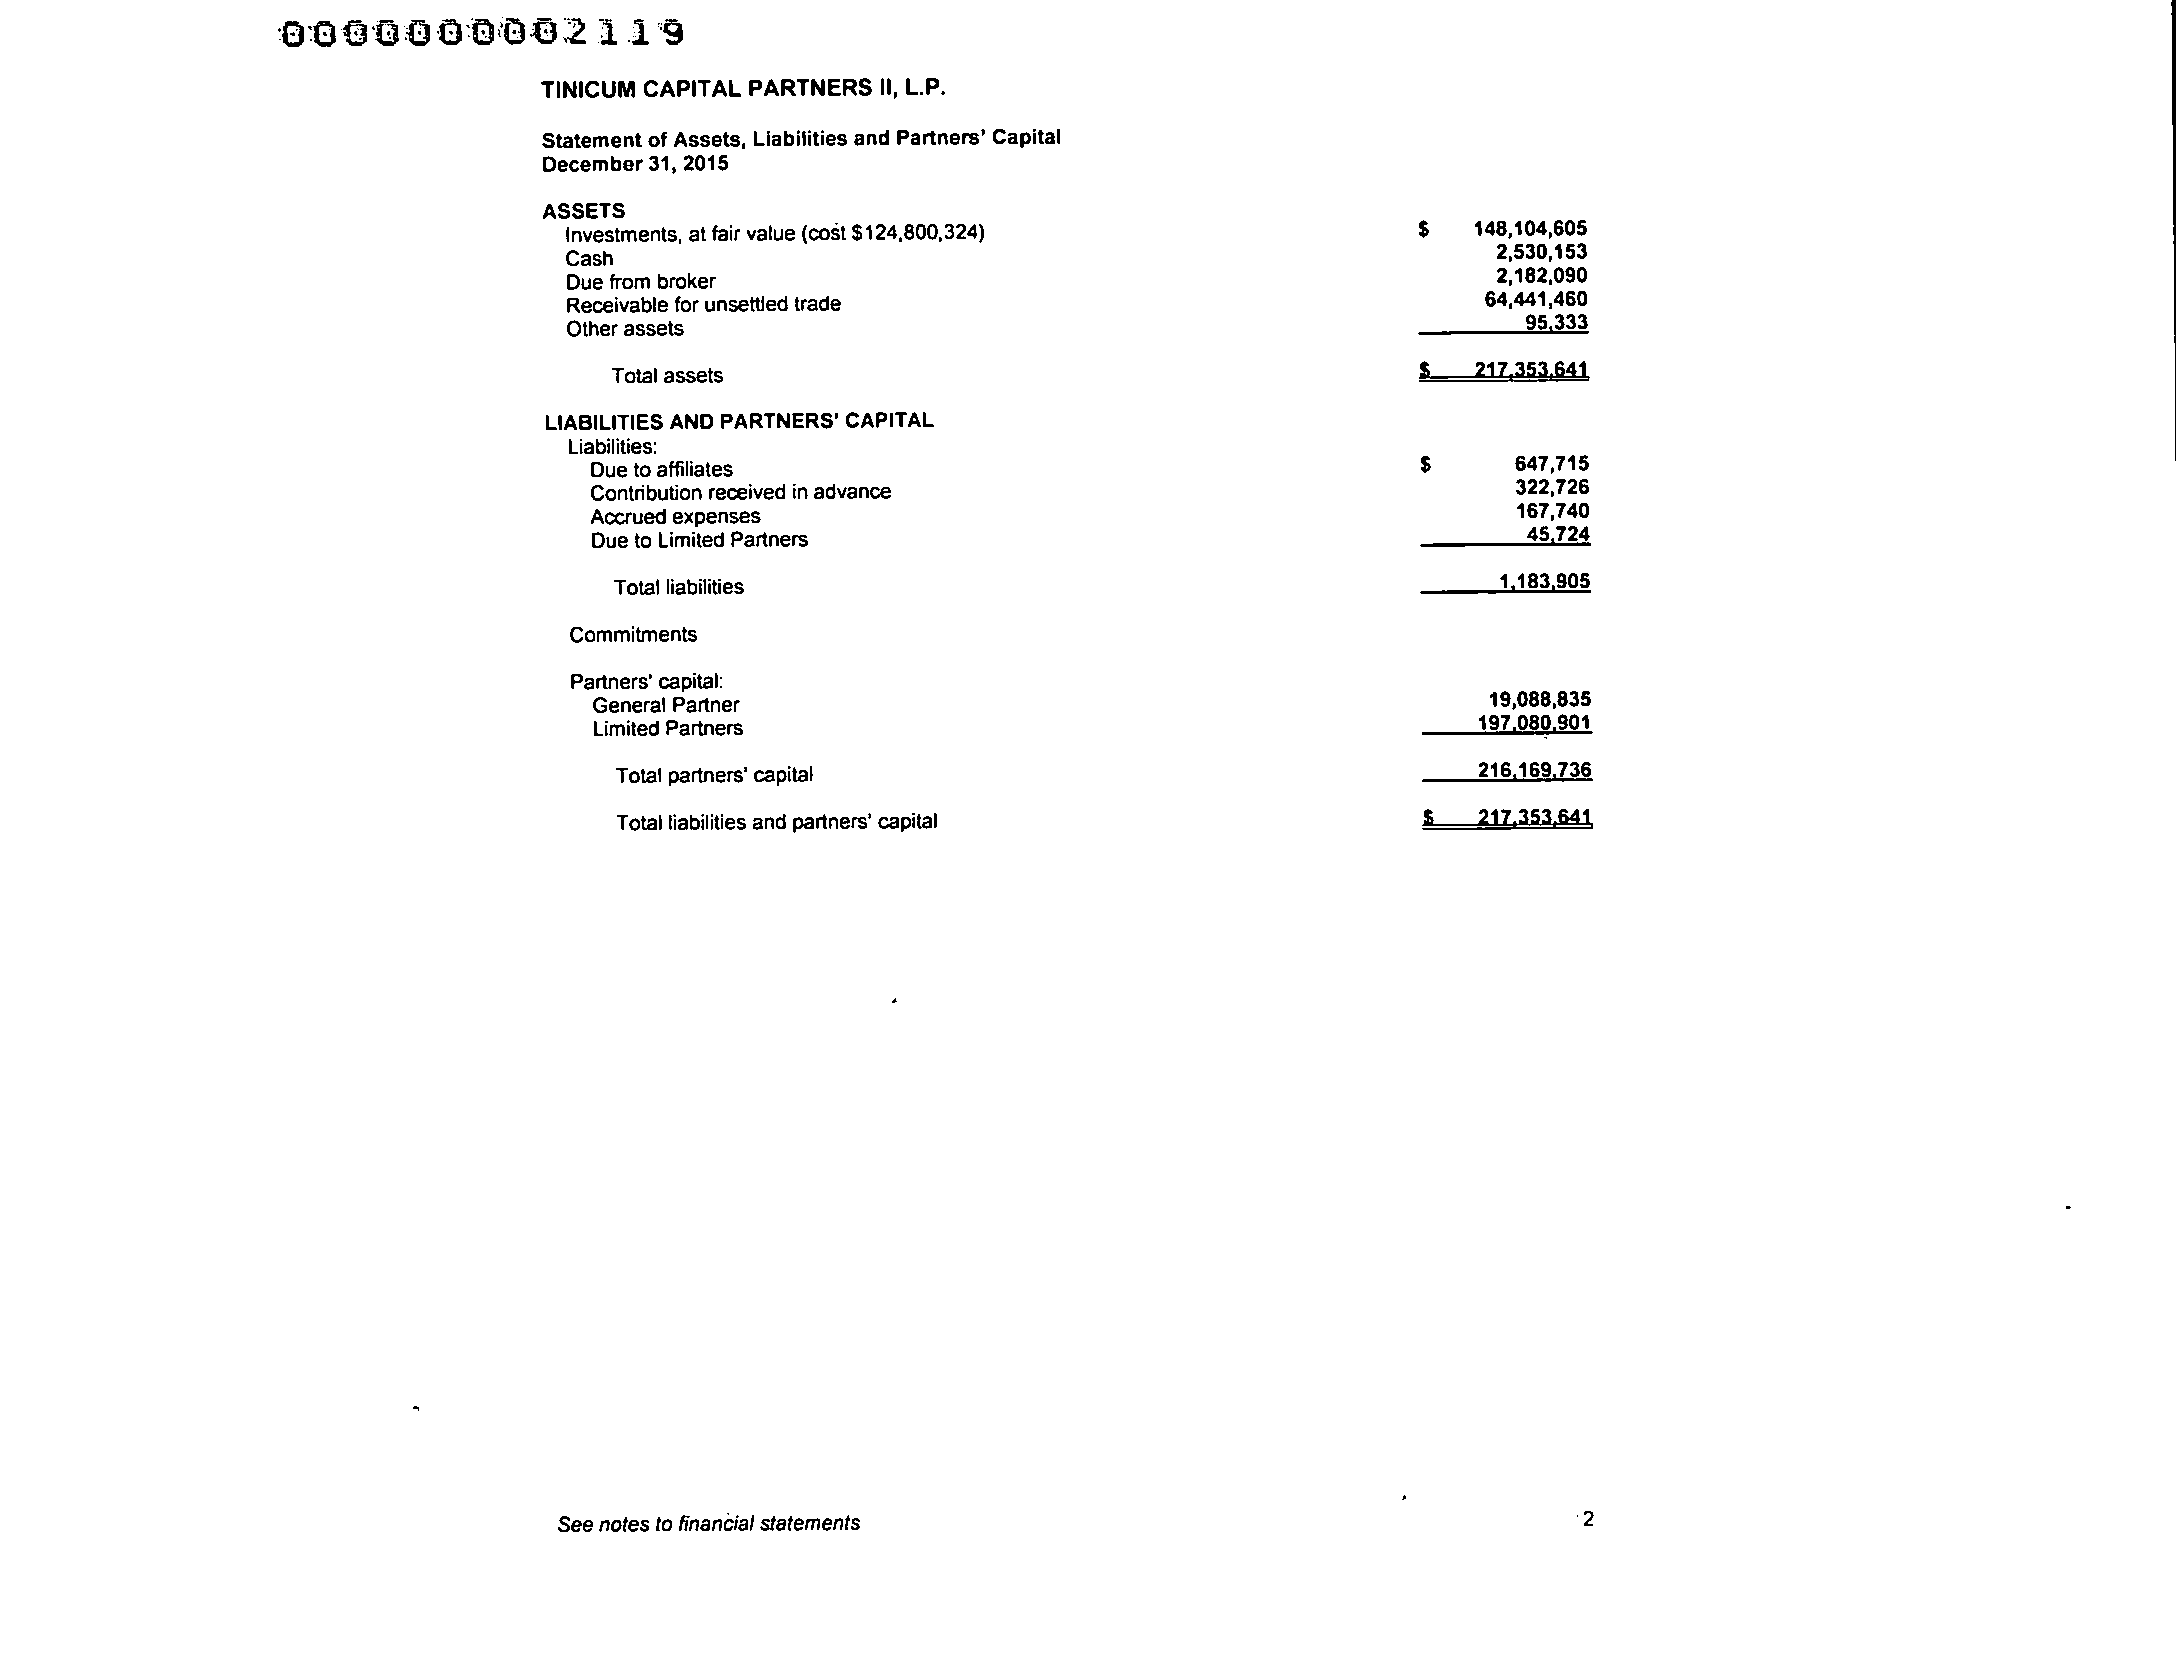 0000000002119
TINICUM CAPITAL PARTNERS II, L.P.
Statement of Assets, Liabilities and Partners' Capital
December 31, 2015
ASSETS
Investments, at fair value (cost $124,800,324) $ 148,104,605
Cash 2,530,153
Due from broker 2,182,090
Receivable for unsettled trade 64,441,460
Other assets 95,333
Total assets $ 217,353,641
LIABILITIES AND PARTNERS' CAPITAL
Liabilities:
Due to affiliates $ 647,715
Contribution received in advance 322,726
Accrued expenses 167,740
Due to Limited Partners 45,724
Total liabilities 1,183,905
Commitments
Partners' capital:
General Partner 19,088,835
Limited Partners 197,080,901
Total partners' capital 216,169,736
Total liabilities and partners' capital $ 217,353,641
See notes to financial statements 2